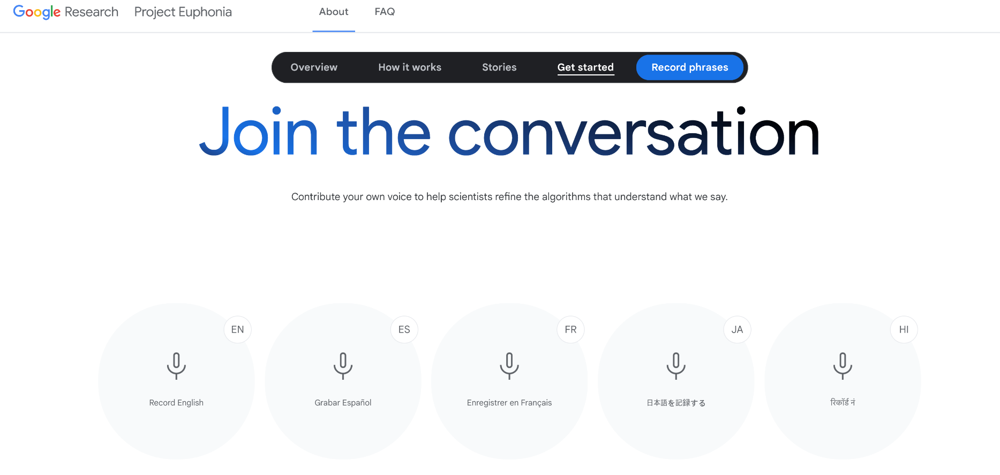 Google Research Project Euphonia About FAQ
Overview How it works Stories Get started Record phrases
Join the conversation
Contribute your own voice to help scientists refine the algorithms that understand what we say.
EN ES FR JA HI
Record English Grabar Español Enregistrer en Français 日本語を記録する रिकॉर्ड नं